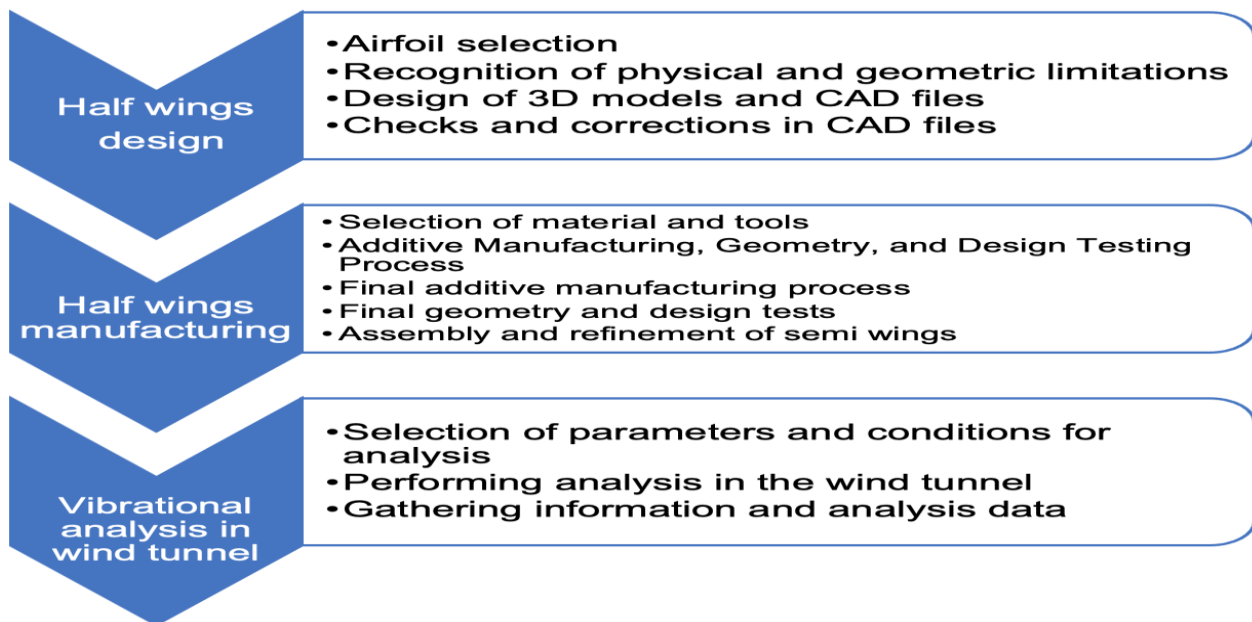 Half wings
design
•Airfoil selection
•Recognition of physical and geometric limitations
•Design of 3D models and CAD files
•Checks and corrections in CAD files
Half wings
manufacturing
•Selection of material and tools
•Additive Manufacturing, Geometry, and Design Testing
Process
•Final additive manufacturing process
•Final geometry and design tests
•Assembly and refinement of semi wings
Vibrational
analysis in
wind tunnel
•Selection of parameters and conditions for
analysis
•Performing analysis in the wind tunnel
•Gathering information and analysis data